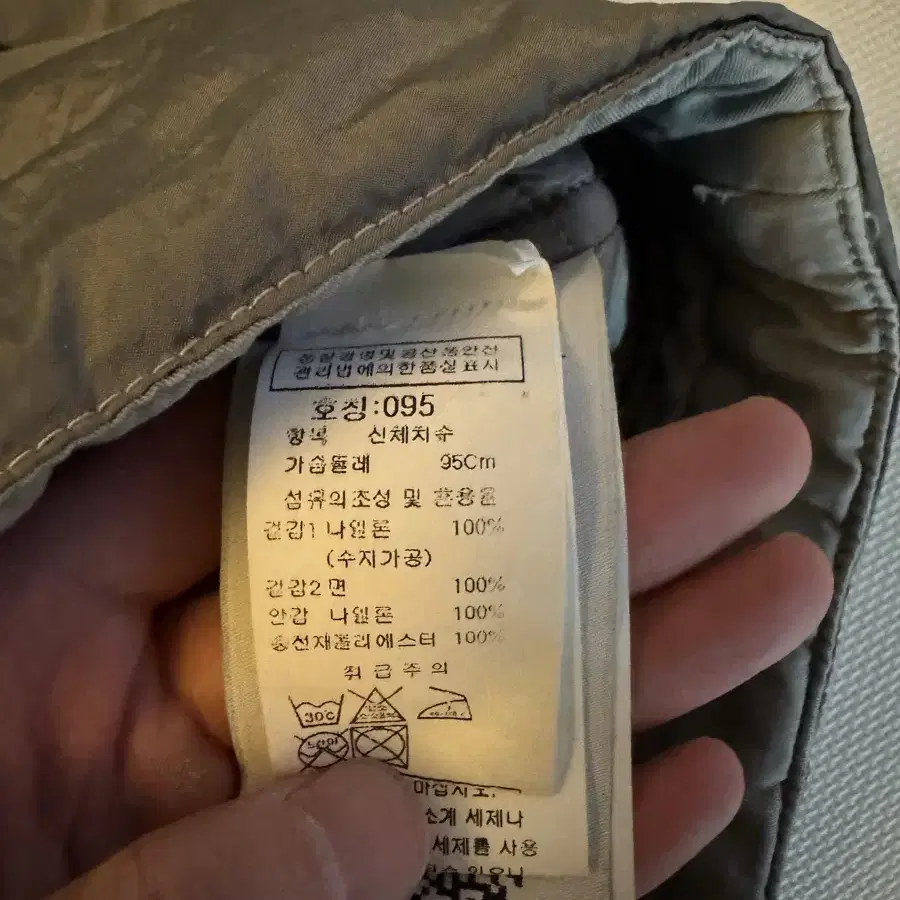 품질경영및공산품안전
관리법에의한품질표시
호칭:095
항목 신체치수
가슴둘레 95Cm
섬유의조성 및 혼용율
겉감1 나일론 100%
(수지가공)
겉감2 면 100%
안감 나일론 100%
충전재폴리에스터 100%
취급주의
30℃
마십시오.
소계 세제나
세제를 사용